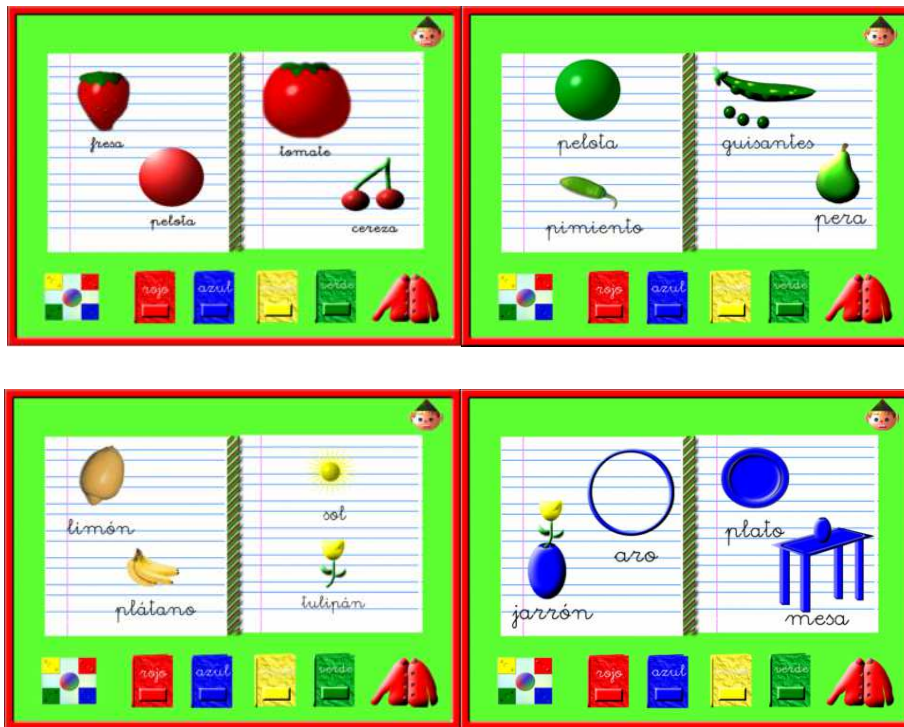 fresa
pelota
tomate
cereza
rojo azul verde
pelota
pimiento
guisantes
pera
rojo azul verde
limón
plátano
sol
tulipán
rojo azul verde
jarrón
aro
plato
mesa
rojo azul verde